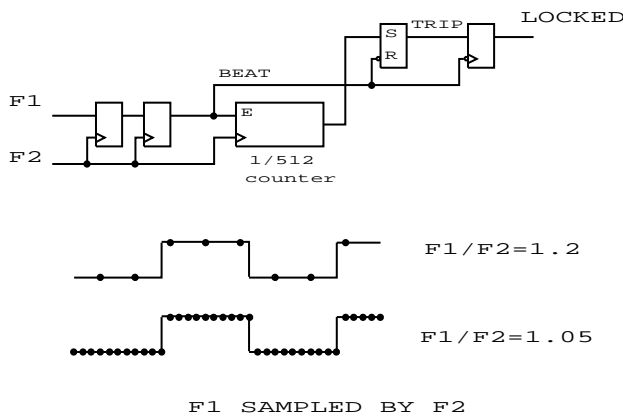 LOCKED
TRIP
S
R
BEAT
F1
E
F2
1/512
counter
F1/F2=1.2
F1/F2=1.05
F1 SAMPLED BY F2